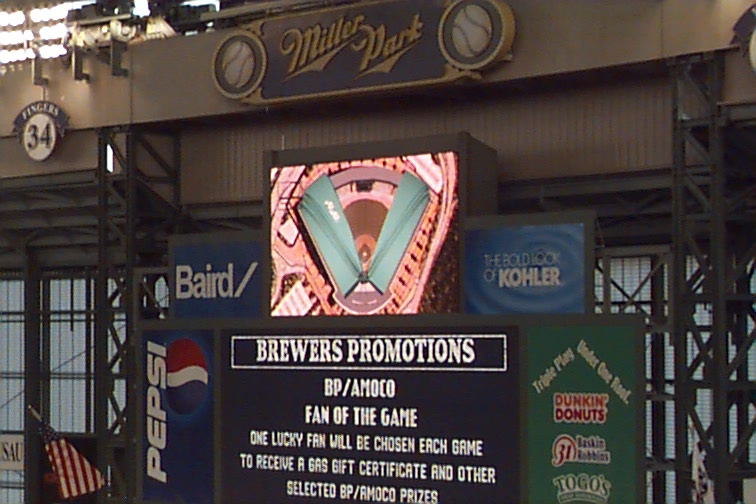 Miller Park
FINGERS
34
Baird/
THE BOLD LOOK
OF KOHLER
PEPSI
BREWERS PROMOTIONS
BP/AMOCO
FAN OF THE GAME
ONE LUCKY FAN WILL BE CHOSEN EACH GAME
TO RECEIVE A GAS GIFT CERTIFICATE AND OTHER
SELECTED BP/AMOCO PRIZES
Triple Play Under One Roof.
DUNKIN'
DONUTS
31 Baskin
Robbins
TOGO'S
SAU